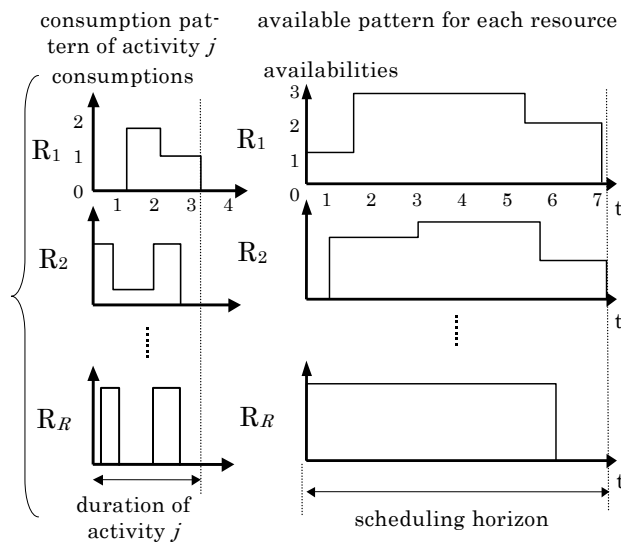 consumption pat-
tern of activity j
consumptions
2
R1
1
0
1 2 3 4
R2
RR
duration of
activity j
available pattern for each resource
availabilities
3
2
R1
1
0
1 2 3 4 5 6 7
t
R2
t
RR
t
scheduling horizon